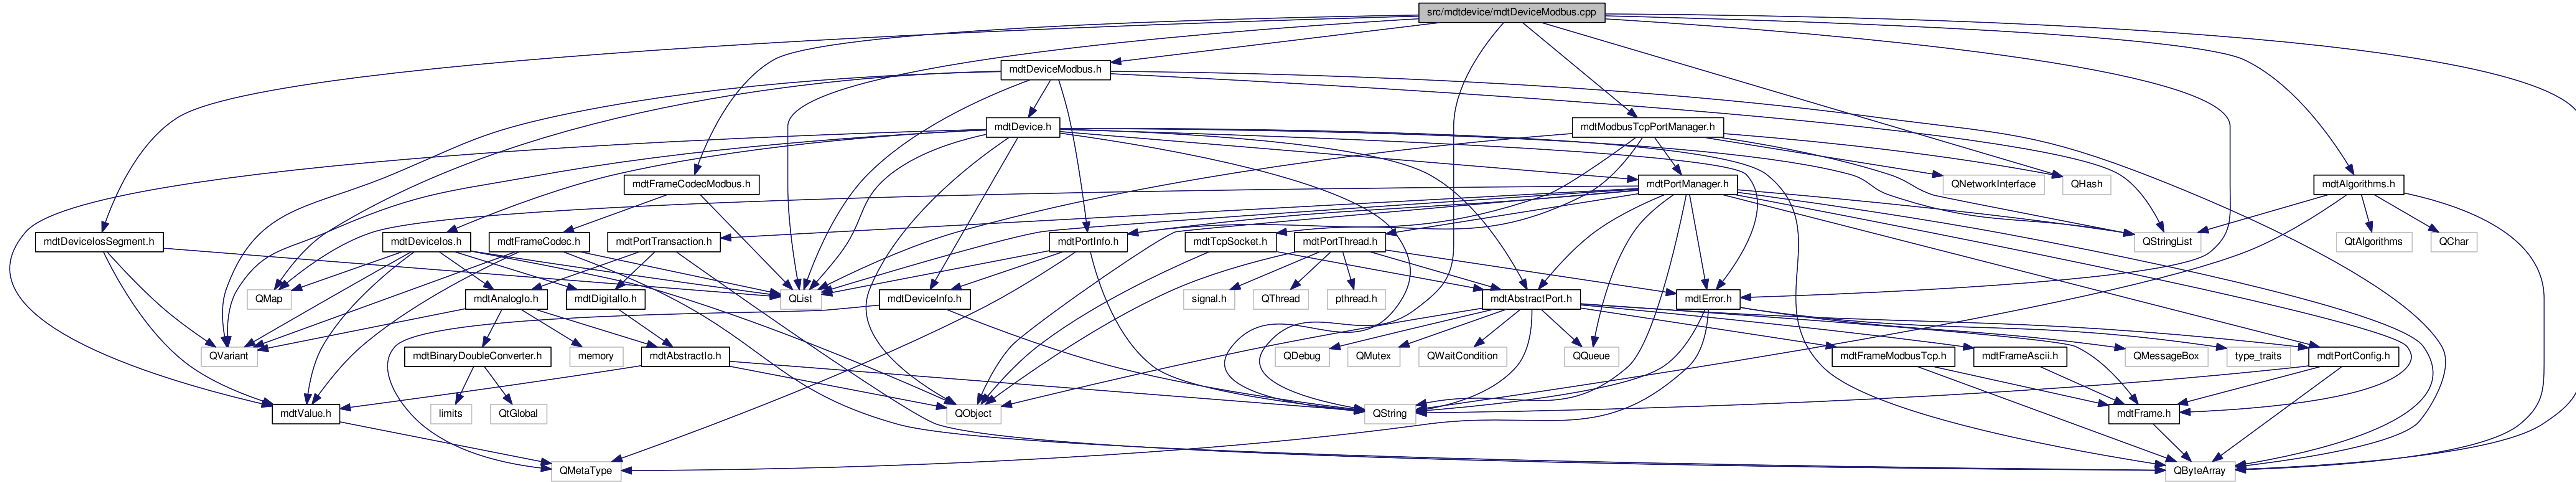 src/mdtdevice/mdtDeviceModbus.cpp
mdtDeviceModbus.h
mdtDevice.h
mdtModbusTcpPortManager.h
mdtFrameCodecModbus.h
mdtPortManager.h
QNetworkInterface
QHash
mdtAlgorithms.h
mdtDeviceIosSegment.h
mdtDeviceIos.h
mdtFrameCodec.h
mdtPortTransaction.h
mdtPortInfo.h
mdtTcpSocket.h
mdtPortThread.h
QStringList
QtAlgorithms
QChar
QMap
mdtAnalogIo.h
mdtDigitalIo.h
QList
mdtDeviceInfo.h
signal.h
QThread
pthread.h
mdtAbstractPort.h
mdtError.h
QVariant
mdtBinaryDoubleConverter.h
memory
mdtAbstractIo.h
QDebug
QMutex
QWaitCondition
QQueue
mdtFrameModbusTcp.h
mdtFrameAscii.h
QMessageBox
type_traits
mdtPortConfig.h
mdtValue.h
limits
QtGlobal
QObject
QString
mdtFrame.h
QMetaType
QByteArray